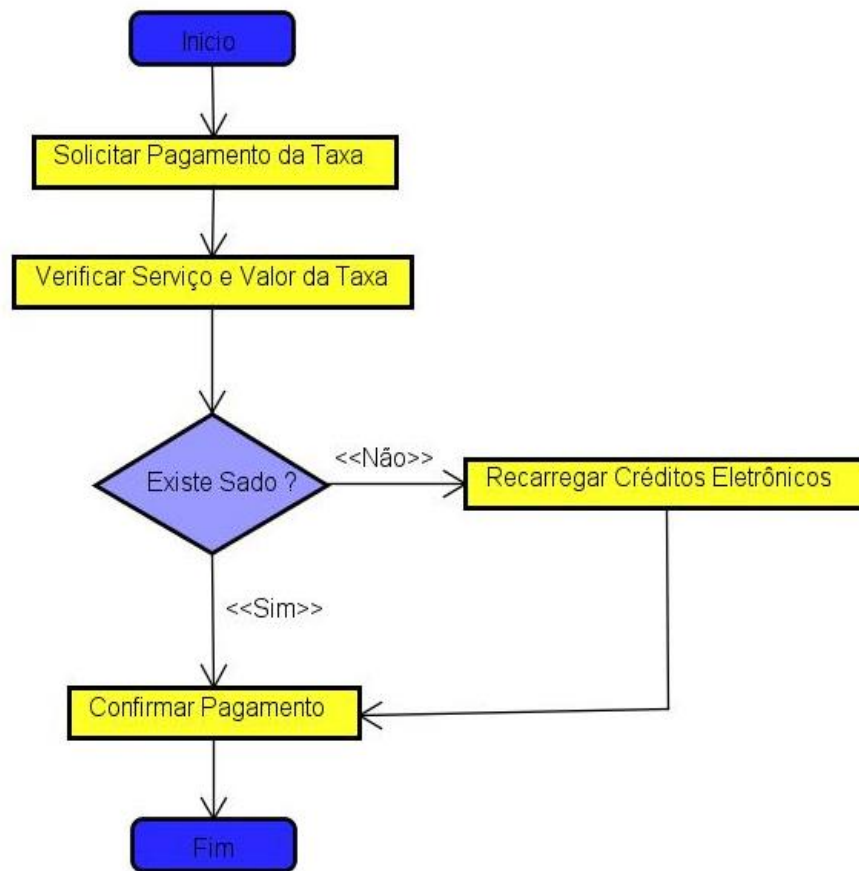 Início
Solicitar Pagamento da Taxa
Verificar Serviço e Valor da Taxa
Existe Sado ?
<<Não>>
Recarregar Créditos Eletrônicos
<<Sim>>
Confirmar Pagamento
Fim